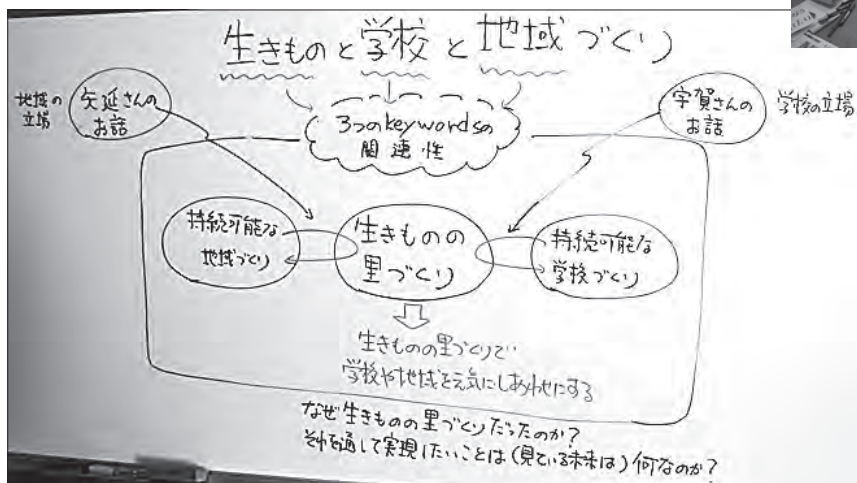 生きものと学校と地域づくり
地域の
立場
矢延さんの
お話
3つのkeywordsの
関連性
宇賀さんの
お話
学校の立場
持続可能な
地域づくり
生きものの
里づくり
持続可能な
学校づくり
生きものの里づくりで
学校や地域を元気にしあわせにする
なぜ生きものの里づくりだったのか?
それを通して実現したいことは(見ている未来は)何なのか?